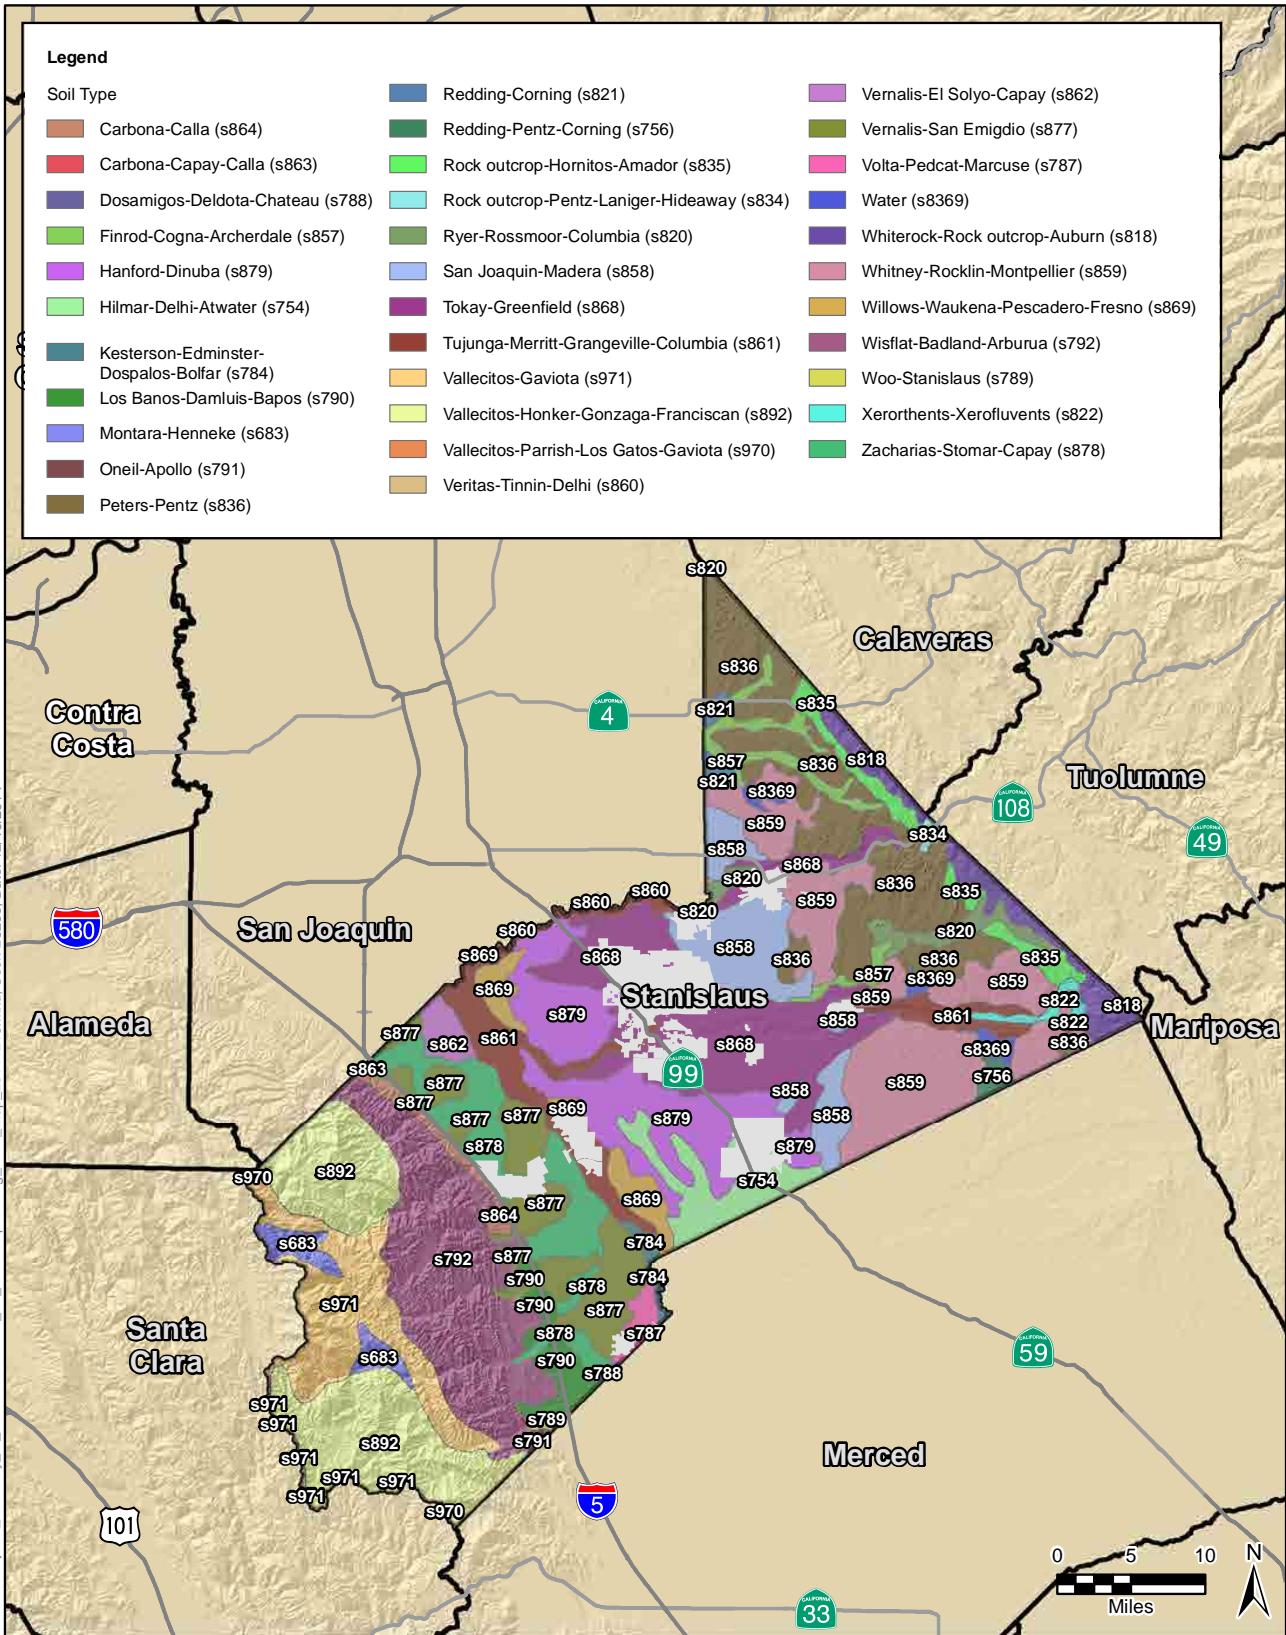 Legend
Soil Type
Carbona-Calla (s864)
Carbona-Capay-Calla (s863)
Dosamigos-Deldota-Chateau (s788)
Finrod-Cogna-Archerdale (s857)
Hanford-Dinuba (s879)
Hilmar-Delhi-Atwater (s754)
Kesterson-Edminster-
Dospalos-Bolfar (s784)
Los Banos-Damluis-Bapos (s790)
Montara-Henneke (s683)
Oneil-Apollo (s791)
Peters-Pentz (s836)
Redding-Corning (s821)
Redding-Pentz-Corning (s756)
Rock outcrop-Hornitos-Amador (s835)
Rock outcrop-Pentz-Laniger-Hideaway (s834)
Ryer-Rossmoor-Columbia (s820)
San Joaquin-Madera (s858)
Tokay-Greenfield (s868)
Tujunga-Merritt-Grangeville-Columbia (s861)
Vallecitos-Gaviota (s971)
Vallecitos-Honker-Gonzaga-Franciscan (s892)
Vallecitos-Parrish-Los Gatos-Gaviota (s970)
Veritas-Tinnin-Delhi (s860)
Vernalis-El Solyo-Capay (s862)
Vernalis-San Emigdio (s877)
Volta-Pedcat-Marcuse (s787)
Water (s8369)
Whiterock-Rock outcrop-Auburn (s818)
Whitney-Rocklin-Montpellier (s859)
Willows-Waukena-Pescadero-Fresno (s869)
Wisflat-Badland-Arburua (s792)
Woo-Stanislaus (s789)
Xerorthents-Xerofluvents (s822)
Zacharias-Stomar-Capay (s878)
s820
Calaveras
s836
Contra
Costa
CALIFORNIA
4
s821
s835
s857
s836
s818
s821
s8369
Tuolumne
CALIFORNIA
108
s859
s834
CALIFORNIA
49
s858
s868
s820
s836
s835
s860
s860
s820
s859
580
San Joaquin
s860
s820
s869
s868
s858
s836
s836
s835
s869
s857
s8369
s859
Stanislaus
s859
s822
s818
s879
s858
s861
s822
Alameda
s877
s862
s861
s868
s836
Mariposa
s8369
s863
CALIFORNIA
99
s756
s877
s859
s877
s858
s877
s877
s869
s879
s858
s878
s879
s970
s892
s754
s877
s869
s864
s683
s784
s792
s877
s790
s878
s784
s971
s790
s877
Santa
Clara
s878
s787
s683
s790
s788
CALIFORNIA
59
s971
s971
s789
s892
s791
s971
Merced
s971
s971
s971
s970
5
101
0 5 10
Miles
N
CALIFORNIA
33